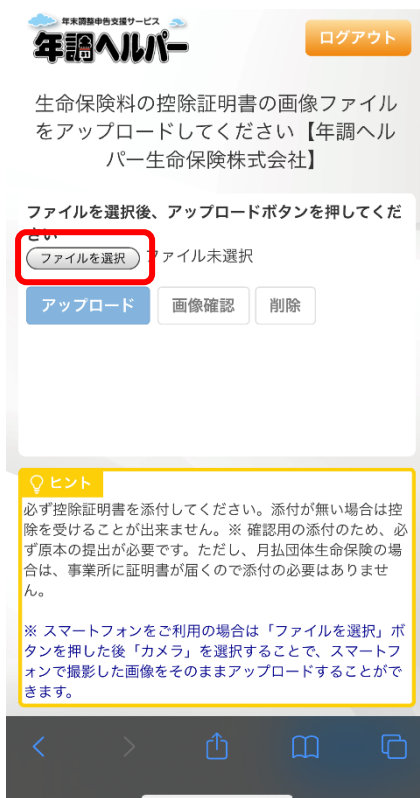 年末調整申告支援サービス
年調ヘルパー
ログアウト
生命保険料の控除証明書の画像ファイル
をアップロードしてください【年調ヘル
パー生命保険株式会社】
ファイルを選択後、アップロードボタンを押してくだ
さい
ファイルを選択 ファイル未選択
アップロード 画像確認 削除
ヒント
必ず控除証明書を添付してください。添付が無い場合は控
除を受けることが出来ません。※ 確認用の添付のため、必
ず原本の提出が必要です。ただし、月払団体生命保険の場
合は、事業所に証明書が届くので添付の必要はありませ
ん。
※ スマートフォンをご利用の場合は「ファイルを選択」ボ
タンを押した後「カメラ」を選択することで、スマートフ
ォンで撮影した画像をそのままアップロードすることがで
きます。